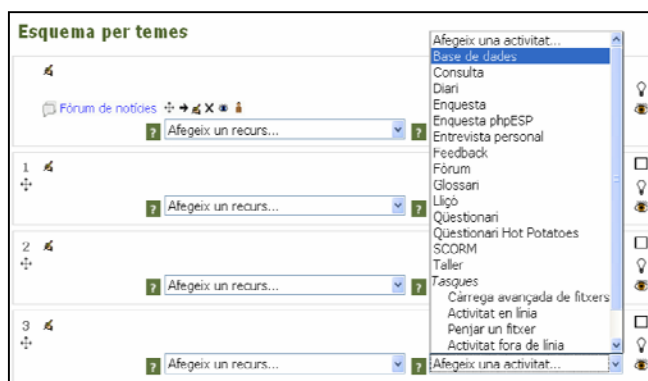 Esquema per temes
Fòrum de notícies
? Afegeix un recurs... ?
1
? Afegeix un recurs... ?
2
? Afegeix un recurs... ?
3
? Afegeix un recurs... ? Afegeix una activitat...
Afegeix una activitat...
Base de dades
Consulta
Diari
Enquesta
Enquesta phpESP
Entrevista personal
Feedback
Fòrum
Glossari
Lliçó
Qüestionari
Qüestionari Hot Potatoes
SCORM
Taller
Tasques
Càrrega avançada de fitxers
Activitat en línia
Penjar un fitxer
Activitat fora de línia